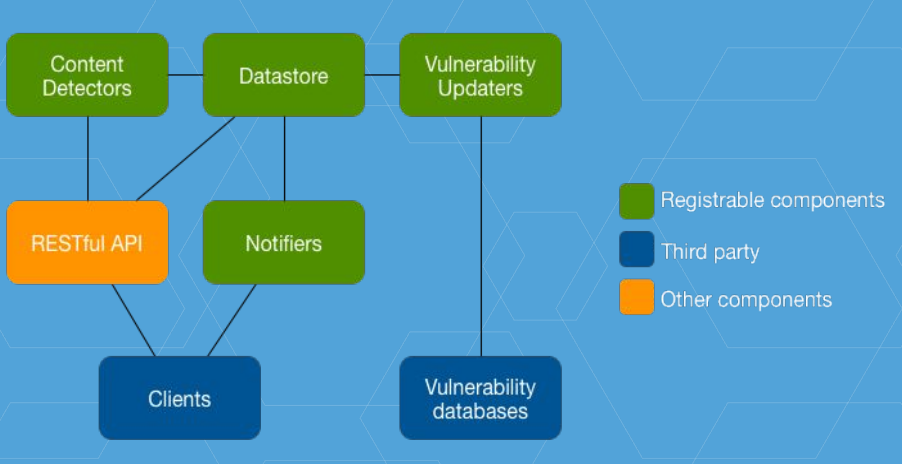 Content
Detectors
Datastore
Vulnerability
Updaters
RESTful API
Notifiers
Clients
Vulnerability
databases
Registrable components
Third party
Other components